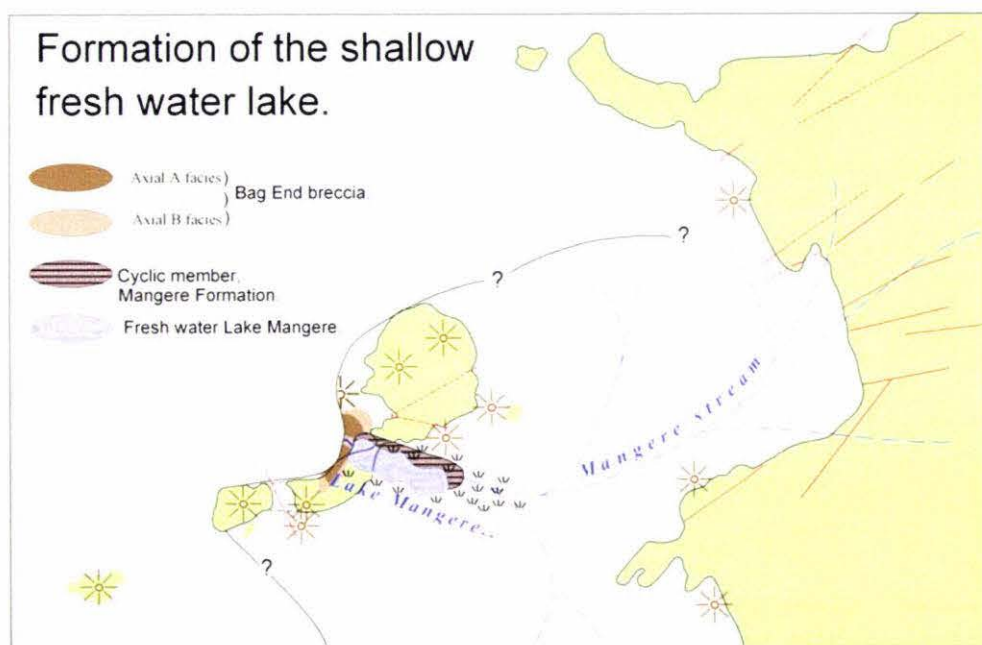 Formation of the shallow
fresh water lake.
Axial A facies)
) Bag End breccia
Axial B facies)
Cyclic member,
Mangere Formation
Fresh water Lake Mangere
?
?
Mangere Stream
Lake Mangere...
?